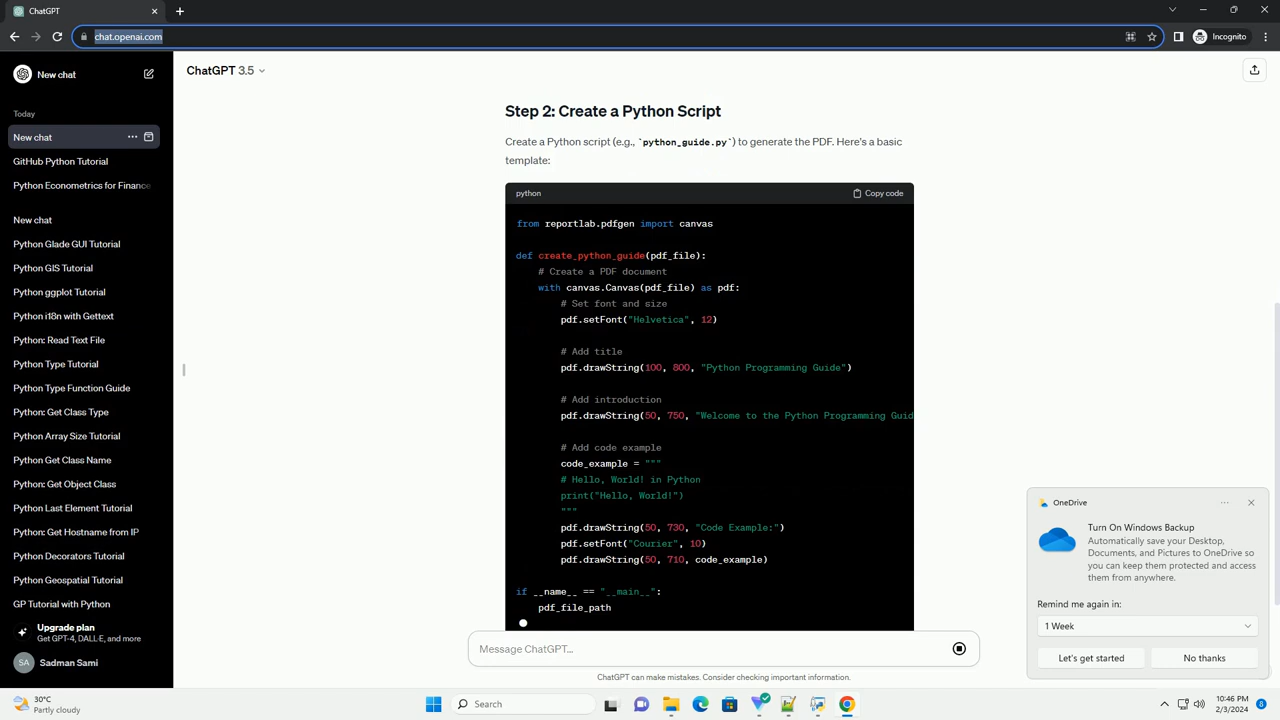 ChatGPT
chat.openai.com
Incognito
New chat
Today
New chat
GitHub Python Tutorial
Python Econometrics for Finance
New chat
Python Glade GUI Tutorial
Python GIS Tutorial
Python ggplot Tutorial
Python i18n with Gettext
Python: Read Text File
Python Type Tutorial
Python Type Function Guide
Python: Get Class Type
Python Array Size Tutorial
Python Get Class Name
Python: Get Object Class
Python Last Element Tutorial
Python: Get Hostname from IP
Python Decorators Tutorial
Python Geospatial Tutorial
GP Tutorial with Python
Upgrade plan
Get GPT-4, DALL·E, and more
SA Sadman Sami
ChatGPT 3.5
Step 2: Create a Python Script
Create a Python script (e.g., `python_guide.py`) to generate the PDF. Here's a basic
template:
python Copy code
from reportlab.pdfgen import canvas
def create_python_guide(pdf_file):
# Create a PDF document
with canvas.Canvas(pdf_file) as pdf:
# Set font and size
pdf.setFont("Helvetica", 12)
# Add title
pdf.drawString(100, 800, "Python Programming Guide")
# Add introduction
pdf.drawString(50, 750, "Welcome to the Python Programming Guid
# Add code example
code_example = """
# Hello, World! in Python
print("Hello, World!")
"""
pdf.drawString(50, 730, "Code Example:")
pdf.setFont("Courier", 10)
pdf.drawString(50, 710, code_example)
if __name__ == "__main__":
pdf_file_path
Message ChatGPT...
ChatGPT can make mistakes. Consider checking important information.
OneDrive
Turn On Windows Backup
Automatically save your Desktop,
Documents, and Pictures to OneDrive so
you can keep them protected and access
them from anywhere.
Remind me again in:
1 Week
Let's get started No thanks
30°C
Partly cloudy
Search
10:46 PM
2/3/2024
8